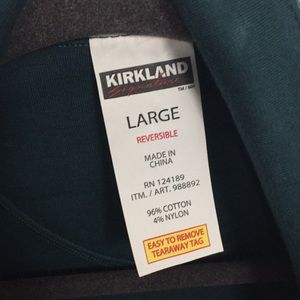 KIRKLAND
Signature
TM / MR
LARGE
REVERSIBLE
MADE IN
CHINA
RN 124189
ITM. / ART. 988892
96% COTTON
4% NYLON
EASY TO REMOVE
TEARAWAY TAG